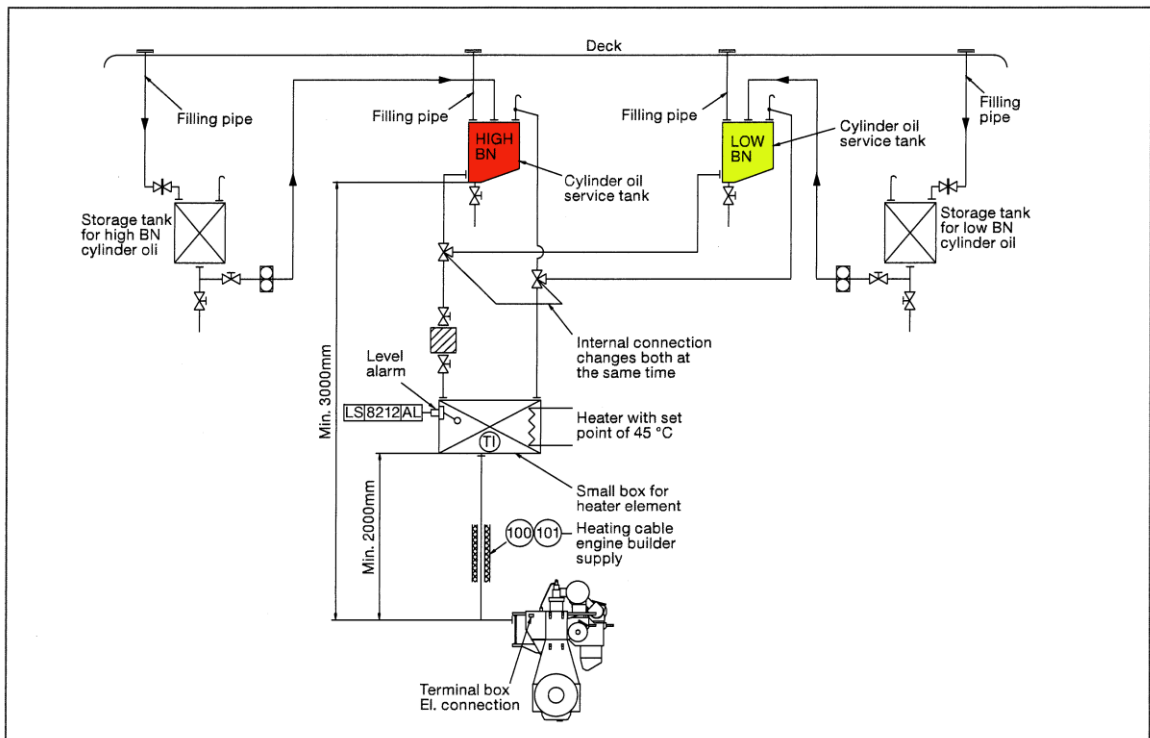 Deck
Filling pipe
Filling pipe
Filling pipe
Filling pipe
HIGH
BN
LOW
BN
Cylinder oil
service tank
Cylinder oil
service tank
Storage tank
for high BN
cylinder oli
Storage tank
for low BN
cylinder oil
Internal connection
changes both at
the same time
Level
alarm
LS 8212 AL
TI
Heater with set
point of 45 °C
Small box for
heater element
Min. 3000mm
Min. 2000mm
100 101
Heating cable
engine builder
supply
Terminal box
El. connection